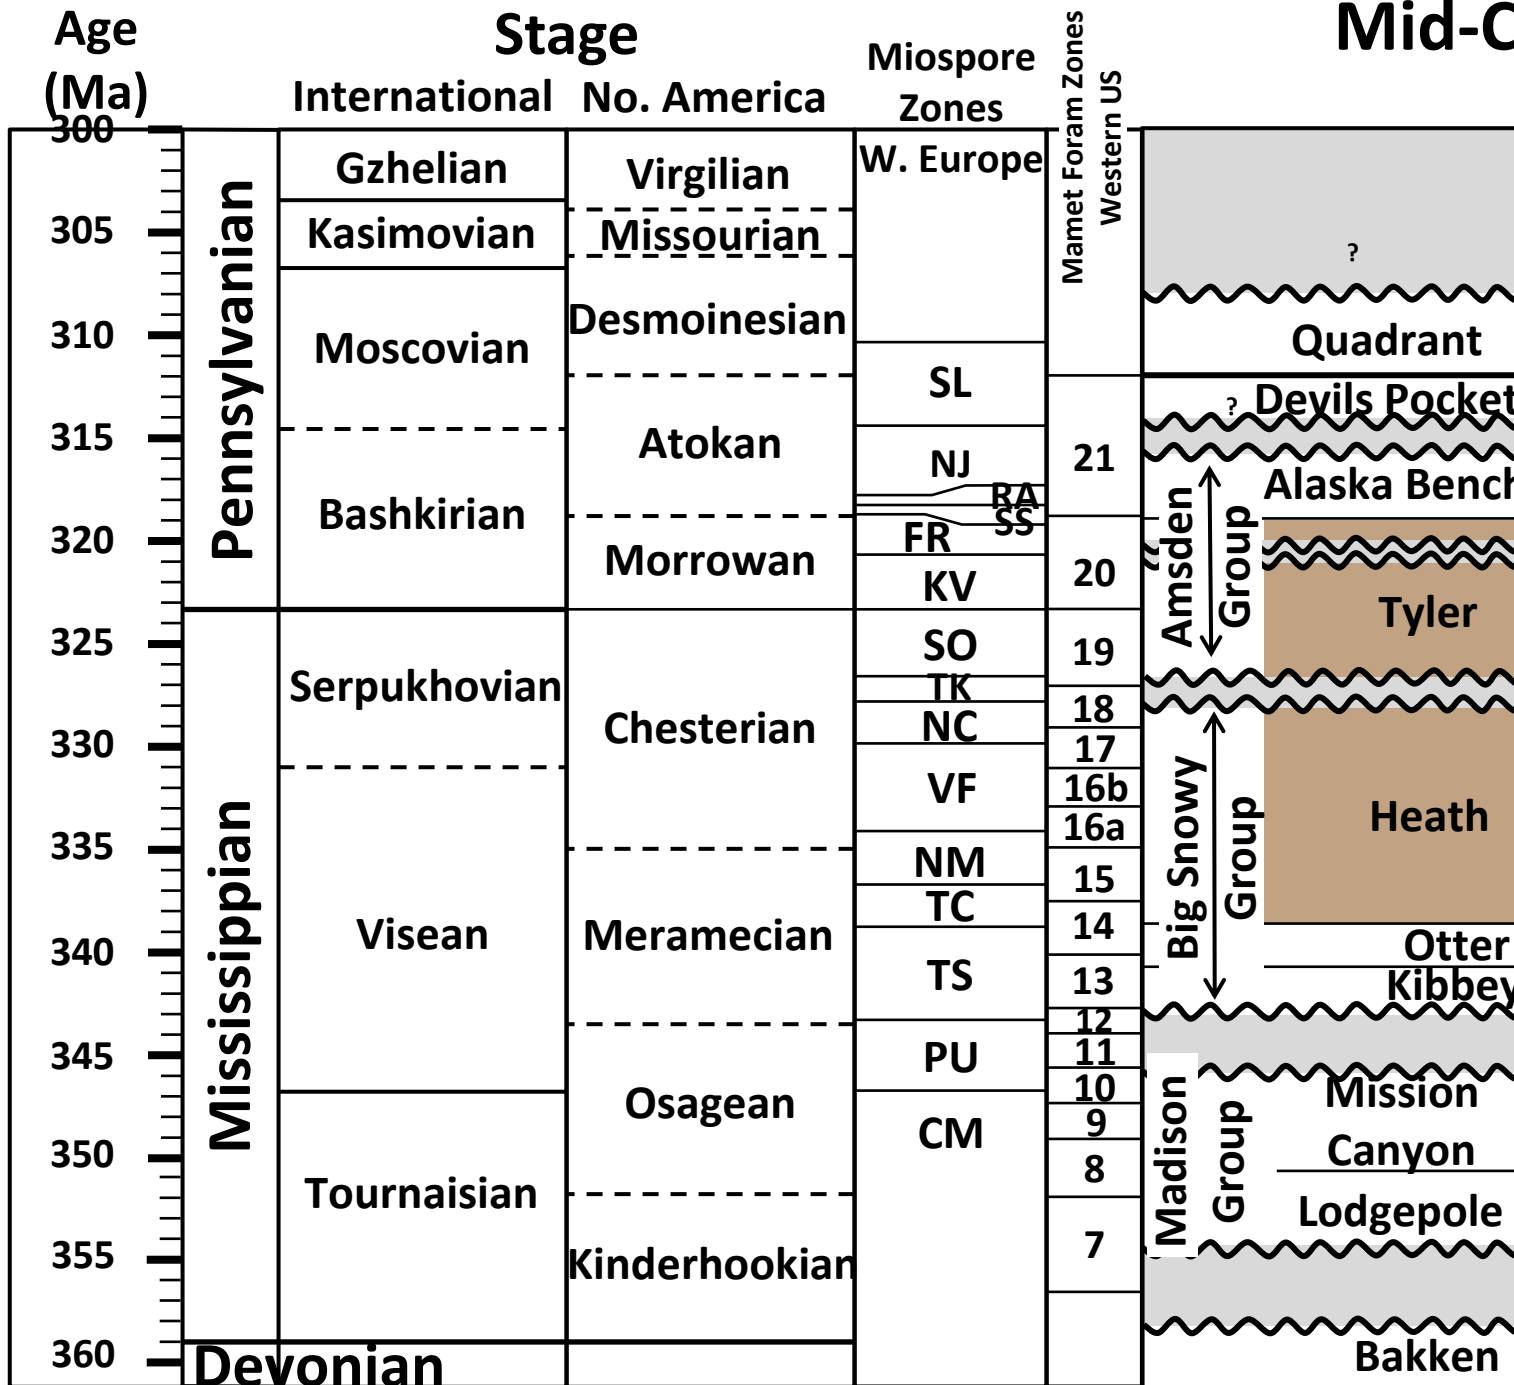 Age
(Ma)
Stage
International
No. America
Miospore
Zones
W. Europe
Mamet Foram Zones
Western US
Mid-C
300
305
310
315
320
325
330
335
340
345
350
355
360
Pennsylvanian
Mississippian
Devonian
Gzhelian
Kasimovian
Moscovian
Bashkirian
Serpukhovian
Visean
Tournaisian
Virgilian
Missourian
Desmoinesian
Atokan
Morrowan
Chesterian
Meramecian
Osagean
Kinderhookian
SL
NJ
RA
SS
FR
KV
SO
TK
NC
VF
NM
TC
TS
PU
CM
21
20
19
18
17
16b
16a
15
14
13
12
11
10
9
8
7
?
Quadrant
? Devils Pocket
Alaska Bench
Amsden
Group
Tyler
Big Snowy
Group
Heath
Otter
Kibbey
Madison
Group
Mission
Canyon
Lodgepole
Bakken